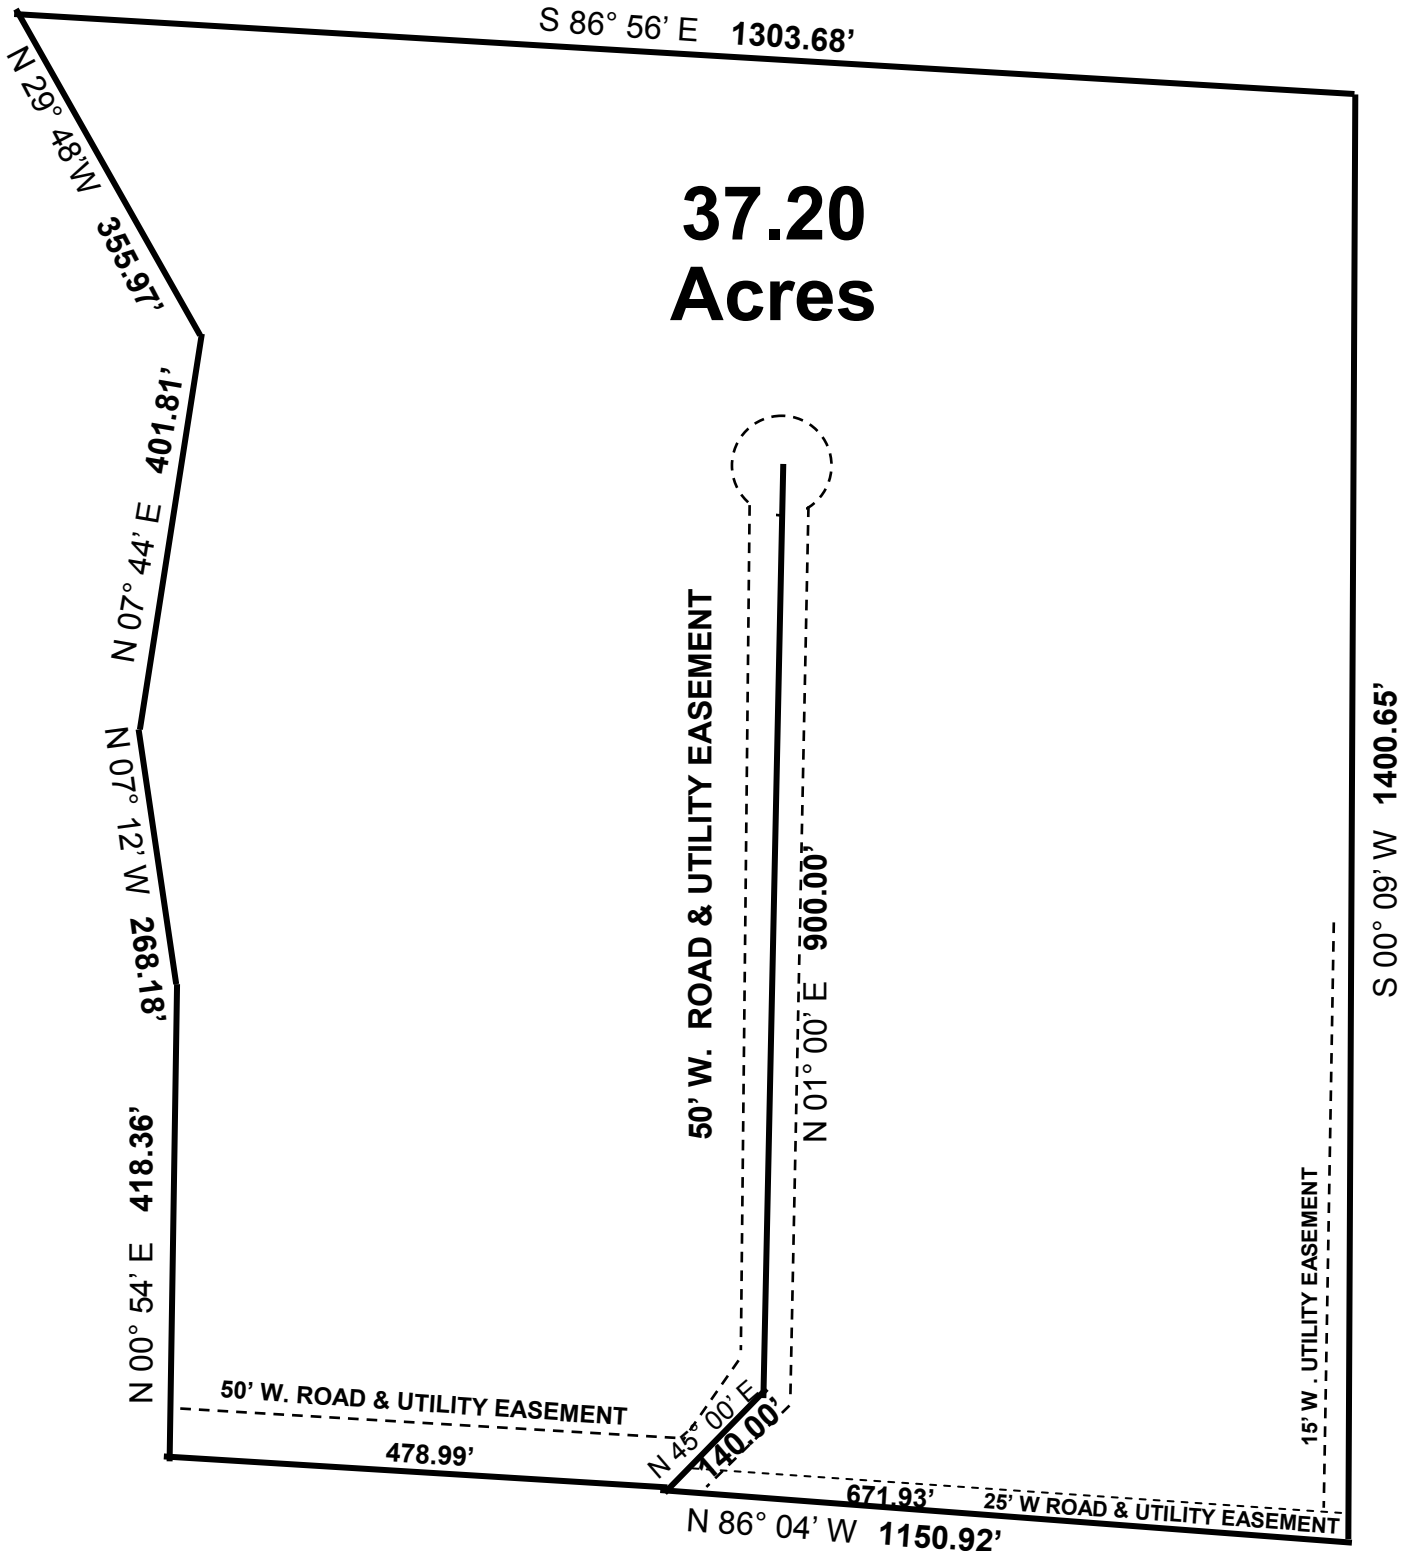 S 86° 56’ E 1303.68’
N 29° 48’W 355.97’
37.20
Acres
N 07° 44’ E 401.81’
50’ W. ROAD & UTILITY EASEMENT
N 01° 00’ E 900.00’
S 00° 09’ W 1400.65’
N 07° 12’ W 268.18’
N 00° 54’ E 418.36’
15’ W . UTILITY EASEMENT
50’ W. ROAD & UTILITY EASEMENT
N 45° 00’ E
140.00’
478.99’
671.93’
25’ W ROAD & UTILITY EASEMENT
N 86° 04’ W 1150.92’